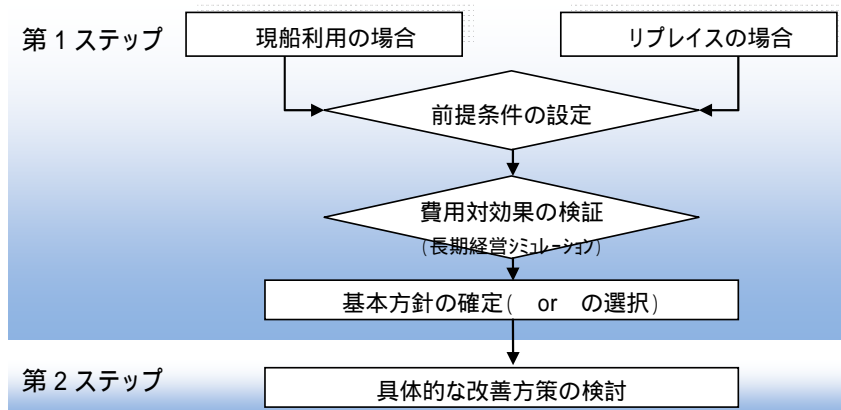 第1ステップ
現船利用の場合
リプレイスの場合
前提条件の設定
費用対効果の検証
(長期経営ｼﾐｭﾚｰｼｮﾝ)
基本方針の確定( or の選択)
第2ステップ
具体的な改善方策の検討